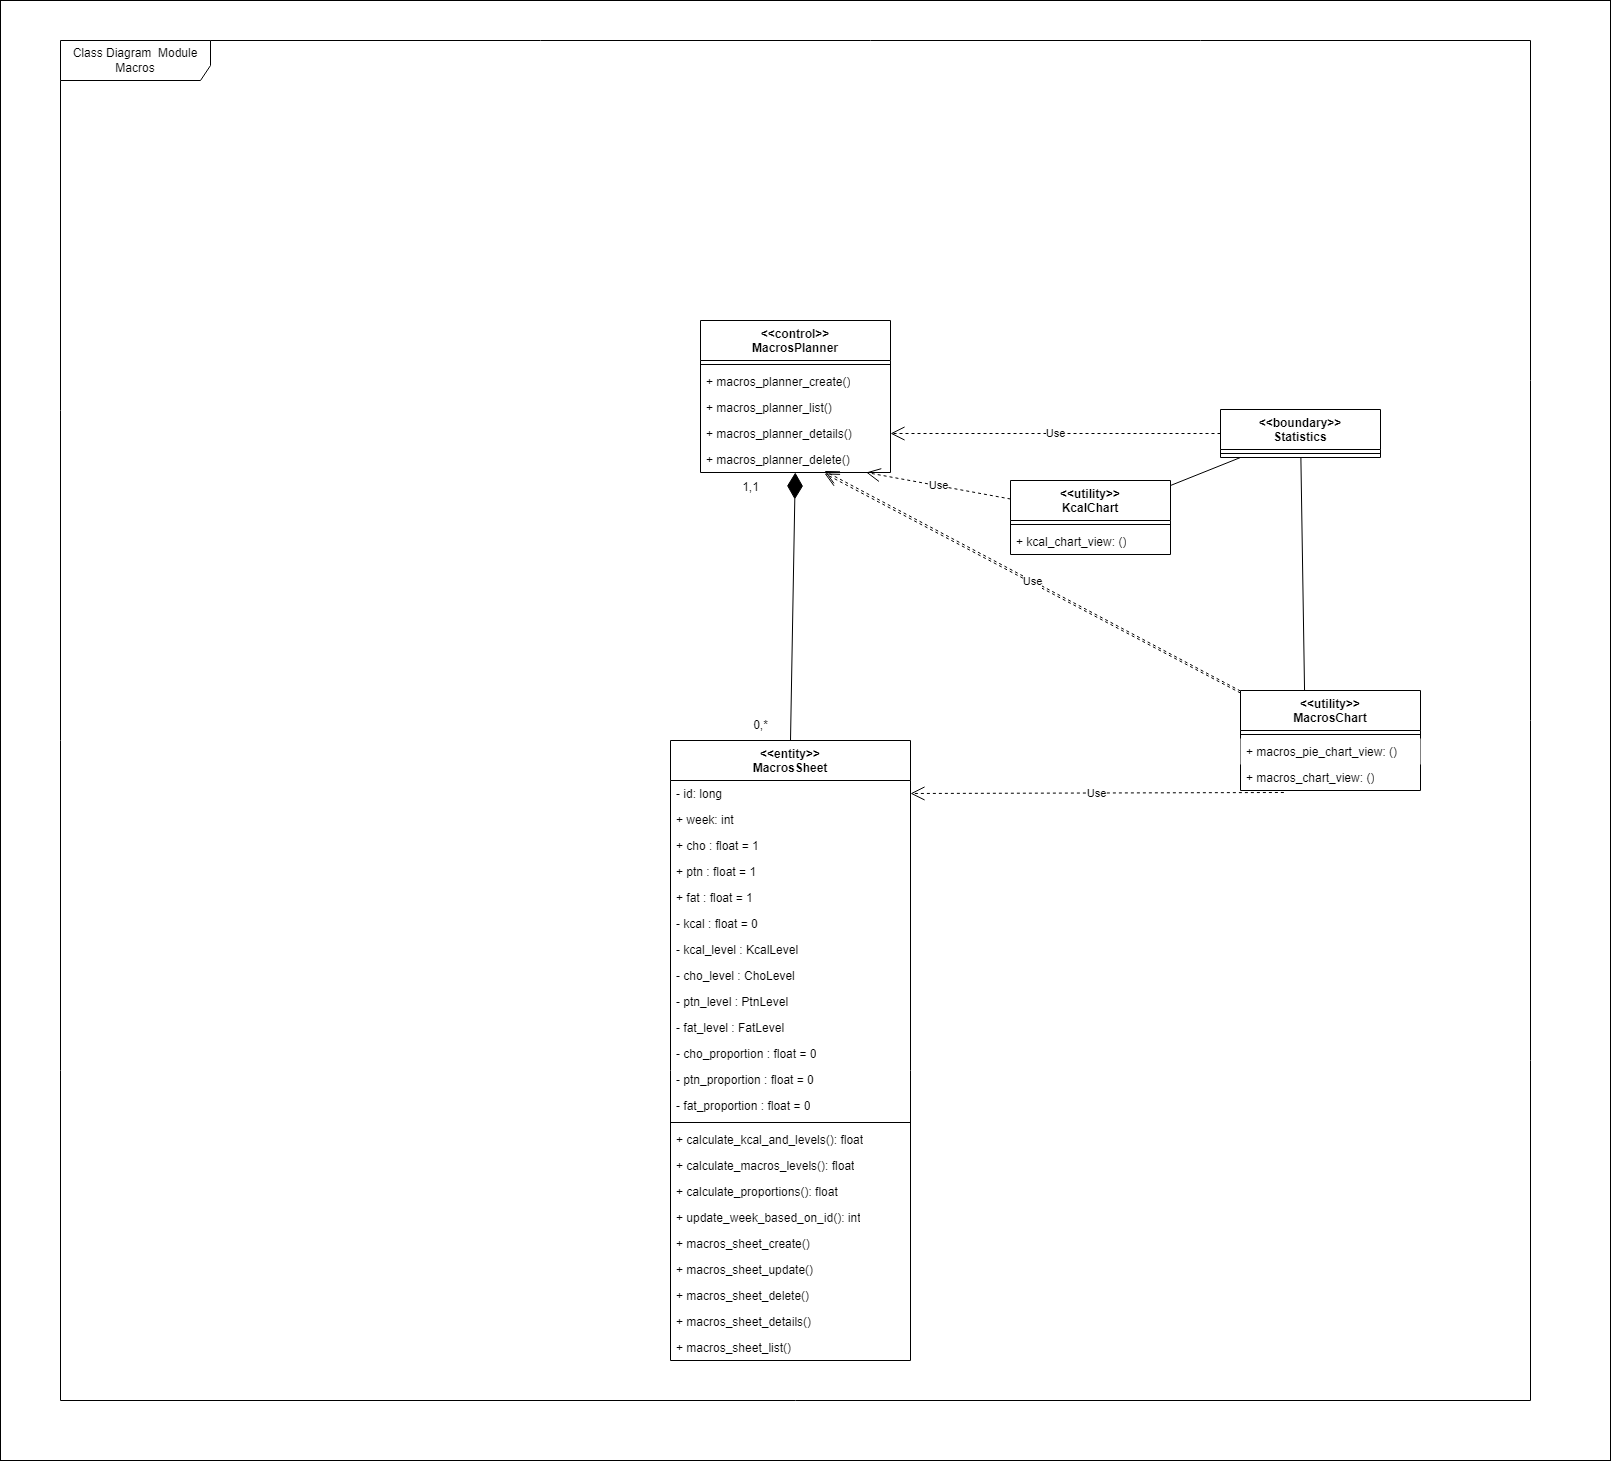 Class Diagram Module
Macros
<<control>>
MacrosPlanner
+ macros_planner_create()
+ macros_planner_list()
+ macros_planner_details()
+ macros_planner_delete()
1,1
Use
<<boundary>>
Statistics
Use
<<utility>>
KcalChart
+ kcal_chart_view: ()
Use
<<utility>>
MacrosChart
+ macros_pie_chart_view: ()
+ macros_chart_view: ()
Use
0,*
<<entity>>
MacrosSheet
- id: long
+ week: int
+ cho : float = 1
+ ptn : float = 1
+ fat : float = 1
- kcal : float = 0
- kcal_level : KcalLevel
- cho_level : ChoLevel
- ptn_level : PtnLevel
- fat_level : FatLevel
- cho_proportion : float = 0
- ptn_proportion : float = 0
- fat_proportion : float = 0
+ calculate_kcal_and_levels(): float
+ calculate_macros_levels(): float
+ calculate_proportions(): float
+ update_week_based_on_id(): int
+ macros_sheet_create()
+ macros_sheet_update()
+ macros_sheet_delete()
+ macros_sheet_details()
+ macros_sheet_list()